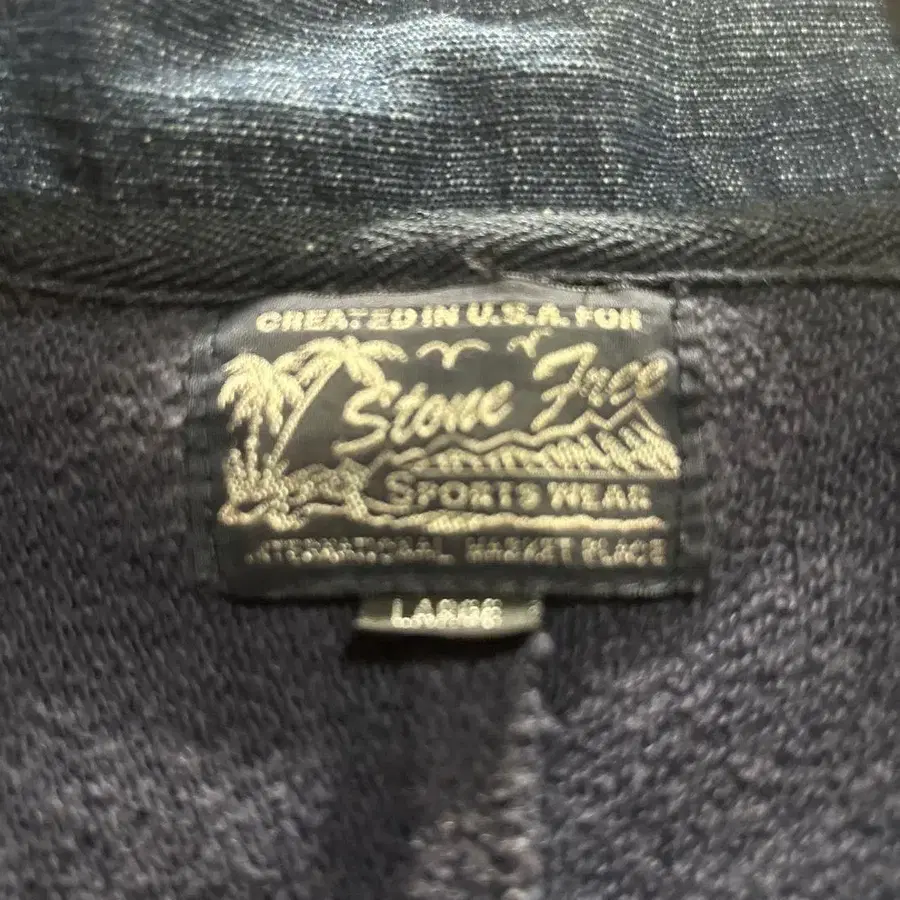 CREATED IN U.S.A. FOR
Stone Free
SPORTS WEAR
INTERNATIONAL MARKET PLACE
LARGE